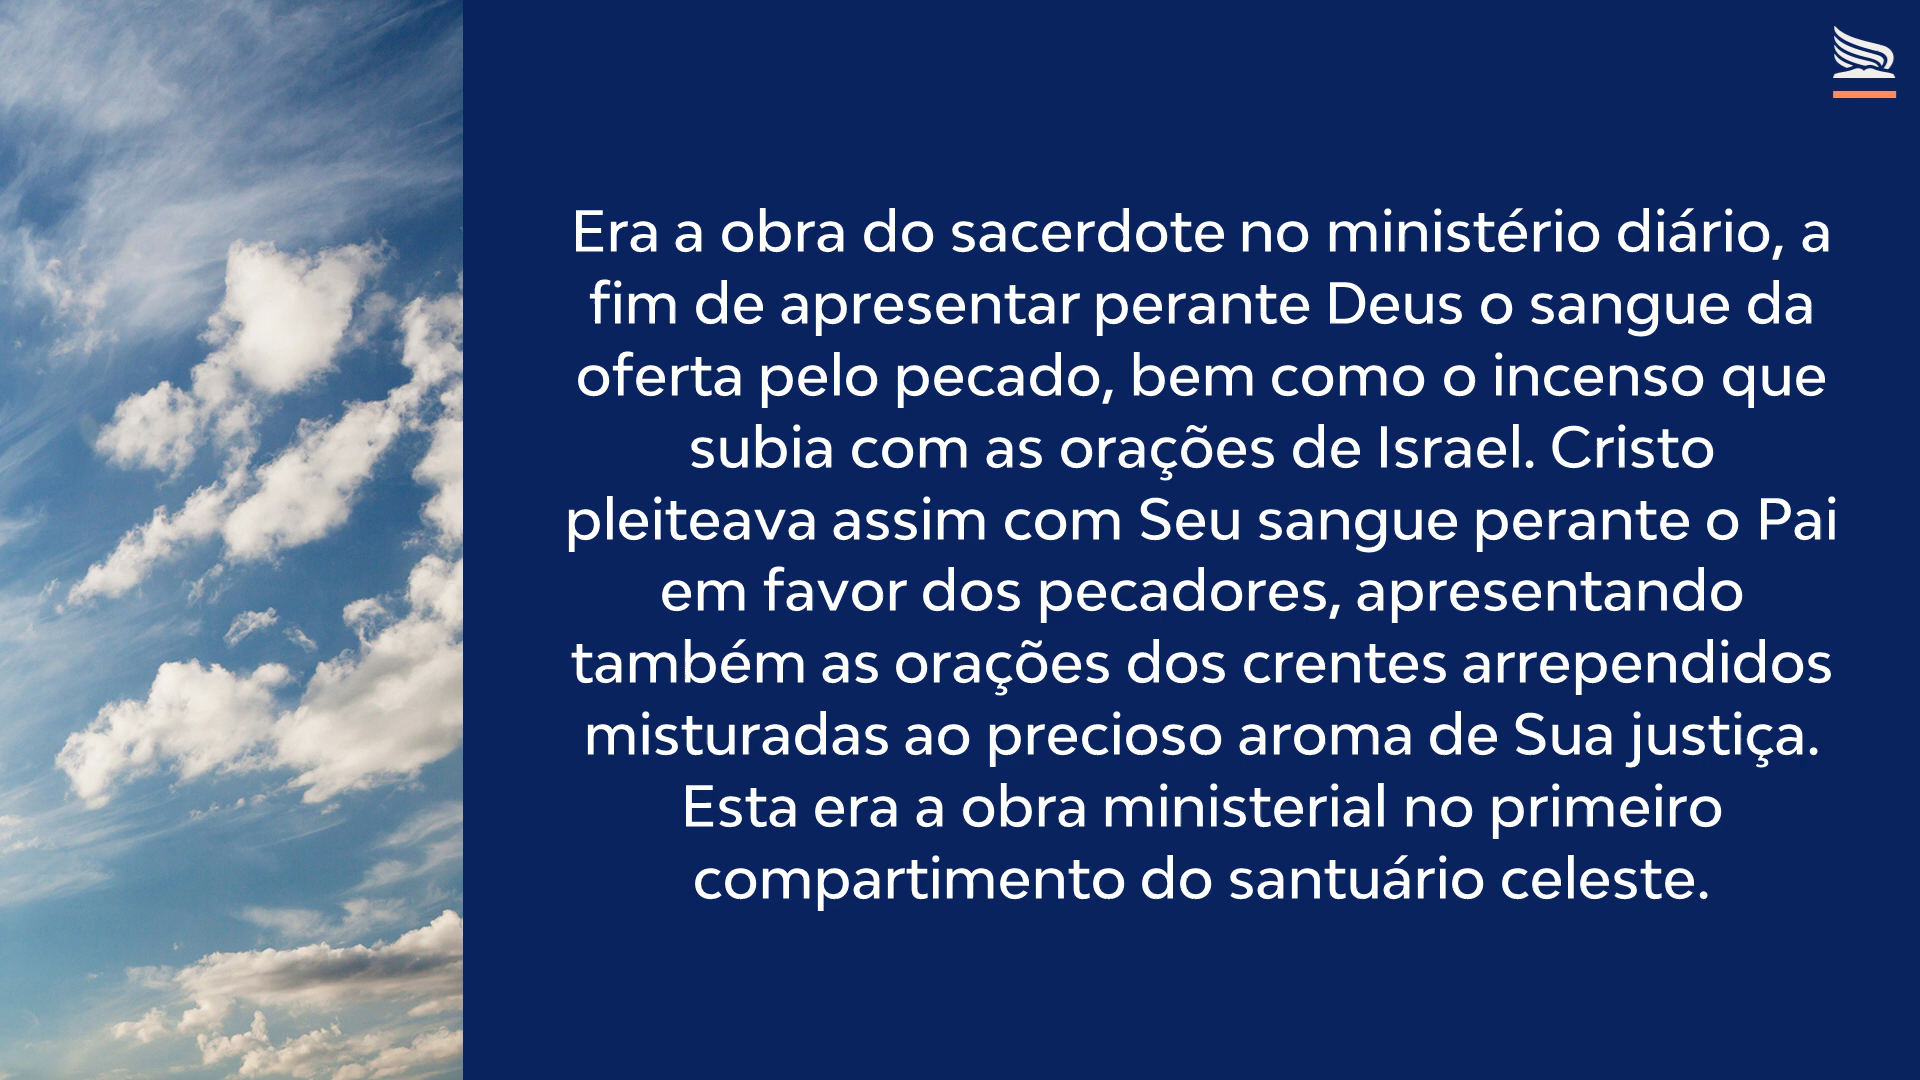 Era a obra do sacerdote no ministério diário, a
fim de apresentar perante Deus o sangue da
oferta pelo pecado, bem como o incenso que
subia com as orações de Israel. Cristo
pleiteava assim com Seu sangue perante o Pai
em favor dos pecadores, apresentando
também as orações dos crentes arrependidos
misturadas ao precioso aroma de Sua justiça.
Esta era a obra ministerial no primeiro
compartimento do santuário celeste.